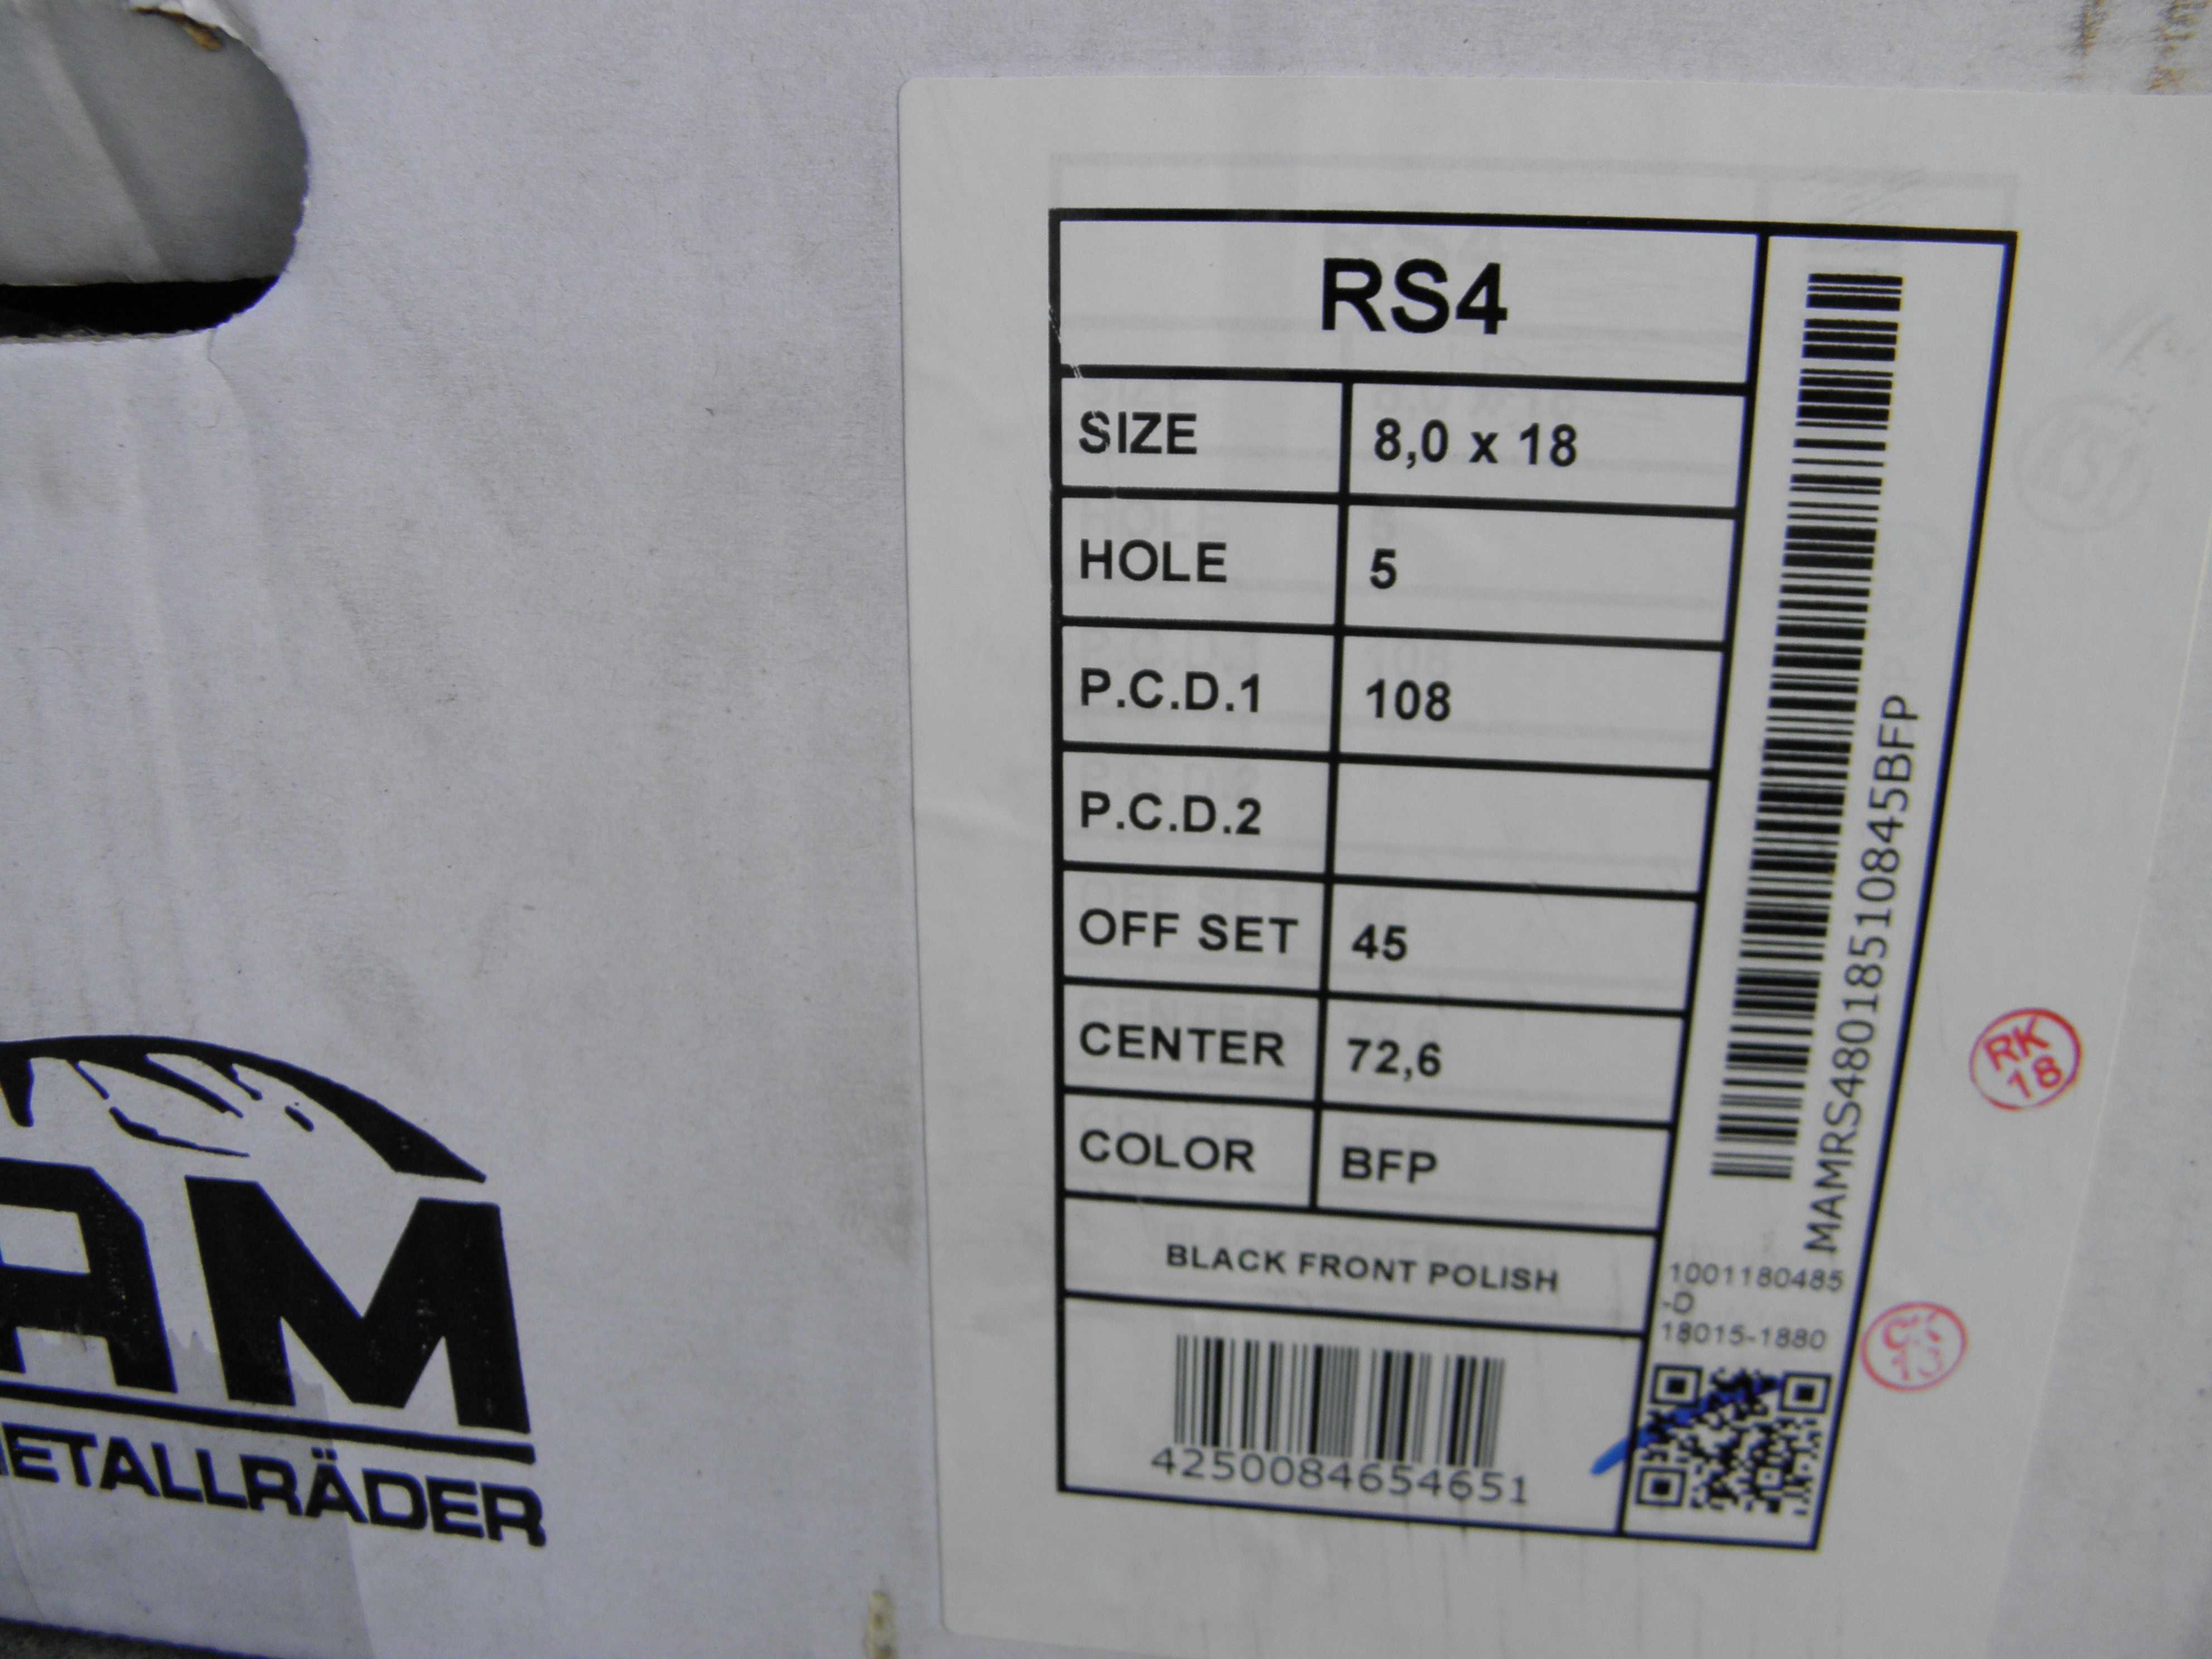 RS4
SIZE 8,0 x 18
HOLE 5
P.C.D.1 108
P.C.D.2
OFF SET 45
CENTER 72,6
COLOR BFP
BLACK FRONT POLISH
4250084654651
MAMRS48018510845BFP
1001180485
-D
18015-1880
RK
18
AM
ETALLRÄDER